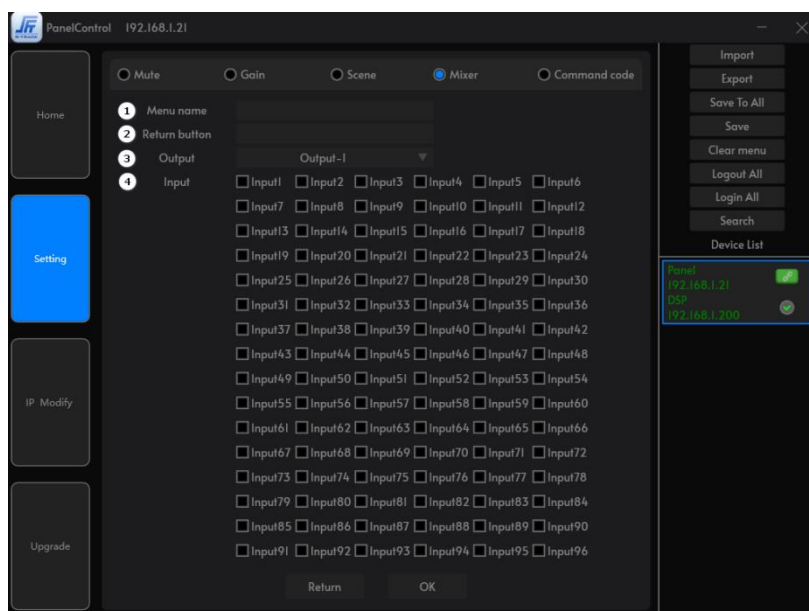 PanelControl 192.168.1.21
Import
Mute Gain Scene Mixer Command code
Export
Home
1 Menu name
Save To All
2 Return button
Save
3 Output Output-1
Clear menu
4 Input Input1 Input2 Input3 Input4 Input5 Input6
Logout All
Input7 Input8 Input9 Input10 Input11 Input12
Login All
Input13 Input14 Input15 Input16 Input17 Input18
Search
Setting
Input19 Input20 Input21 Input22 Input23 Input24
Device List
Input25 Input26 Input27 Input28 Input29 Input30
Panel
192.168.1.21
Input31 Input32 Input33 Input34 Input35 Input36
DSP
192.168.1.200
Input37 Input38 Input39 Input40 Input41 Input42
Input43 Input44 Input45 Input46 Input47 Input48
Input49 Input50 Input51 Input52 Input53 Input54
IP Modify
Input55 Input56 Input57 Input58 Input59 Input60
Input61 Input62 Input63 Input64 Input65 Input66
Input67 Input68 Input69 Input70 Input71 Input72
Input73 Input74 Input75 Input76 Input77 Input78
Input79 Input80 Input81 Input82 Input83 Input84
Input85 Input86 Input87 Input88 Input89 Input90
Upgrade
Input91 Input92 Input93 Input94 Input95 Input96
Return OK